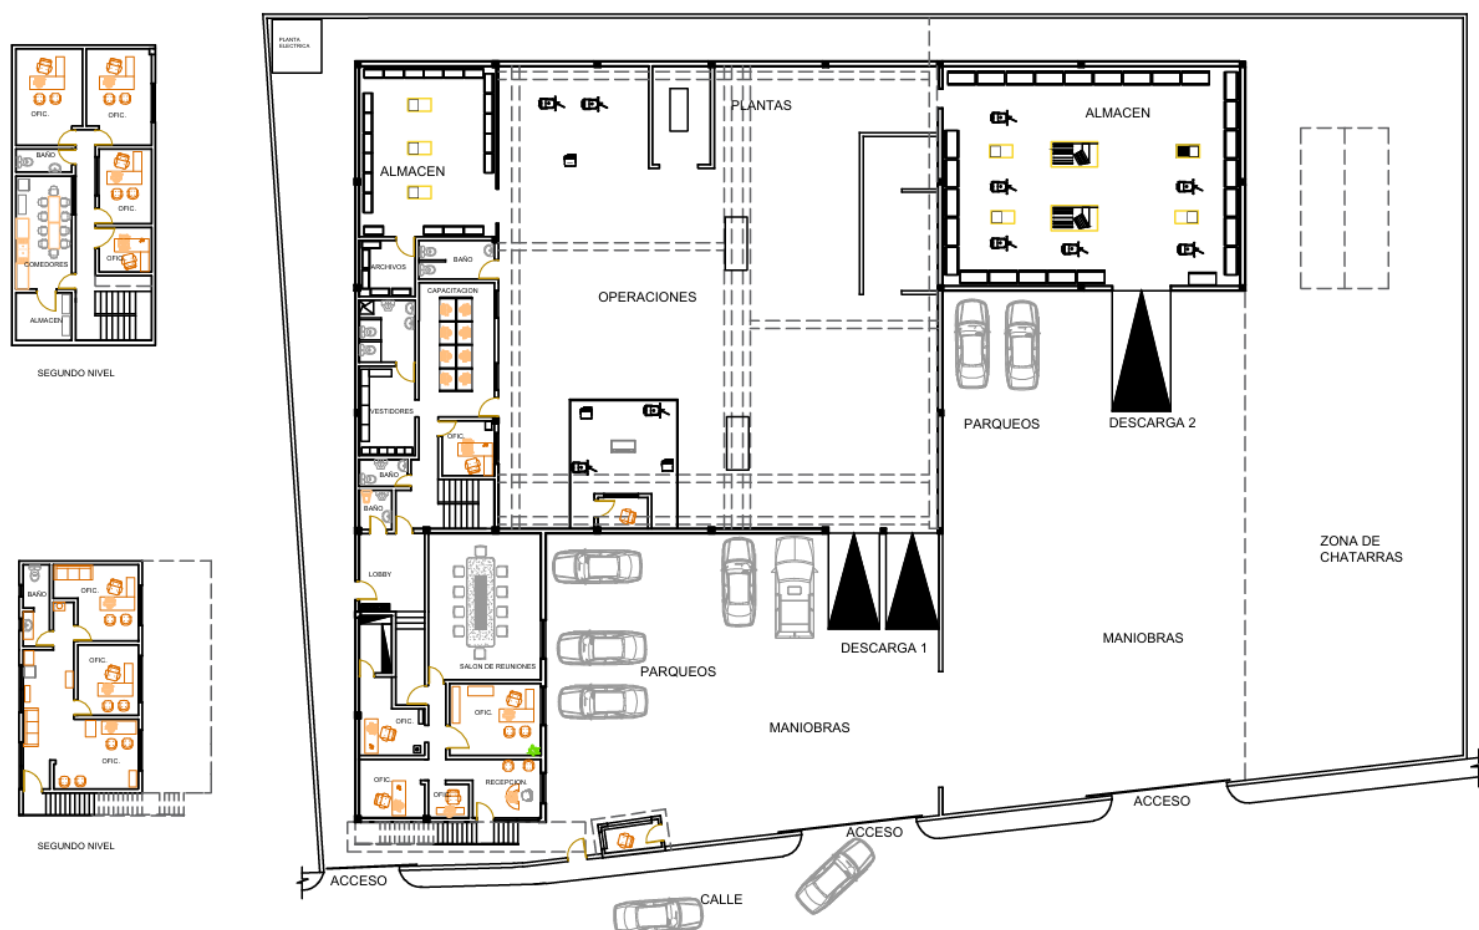 PLANTA
ELECTRICA
OFIC.
OFIC.
BAÑO
OFIC.
COMEDORES
OFIC.
ALMACEN
SEGUNDO NIVEL
BAÑO
OFIC.
OFIC.
OFIC.
SEGUNDO NIVEL
ALMACEN
PLANTAS
ALMACEN
ARCHIVOS
BAÑO
CAPACITACION
OPERACIONES
VESTIDORES
OFIC.
BAÑO
BAÑO
PARQUEOS
DESCARGA 2
LOBBY
SALON DE REUNIONES
PARQUEOS
DESCARGA 1
MANIOBRAS
ZONA DE
CHATARRAS
OFIC.
OFIC.
MANIOBRAS
OFIC.
OFIC.
RECEPCION
ACCESO
ACCESO
ACCESO
CALLE